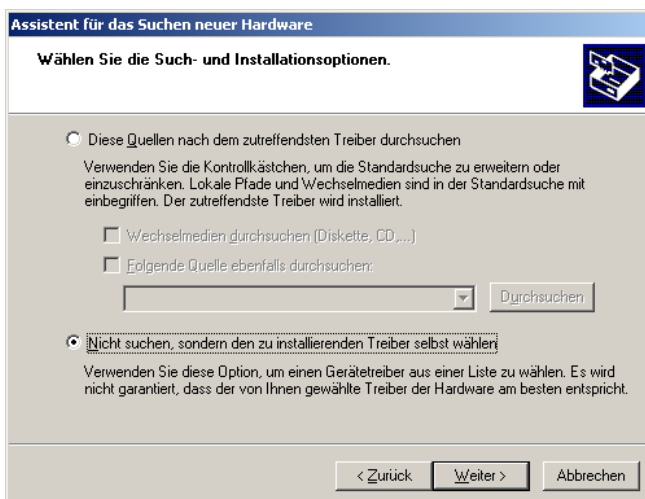 Assistent für das Suchen neuer Hardware
Wählen Sie die Such- und Installationsoptionen.
Diese Quellen nach dem zutreffendsten Treiber durchsuchen
Verwenden Sie die Kontrollkästchen, um die Standardsuche zu erweitern oder
einzuschränken. Lokale Pfade und Wechselmedien sind in der Standardsuche mit
einbegriffen. Der zutreffendste Treiber wird installiert.
Wechselmedien durchsuchen (Diskette, CD,...)
Folgende Quelle ebenfalls durchsuchen:
Durchsuchen
Nicht suchen, sondern den zu installierenden Treiber selbst wählen
Verwenden Sie diese Option, um einen Gerätetreiber aus einer Liste zu wählen. Es wird
nicht garantiert, dass der von Ihnen gewählte Treiber der Hardware am besten entspricht.
< Zurück Weiter > Abbrechen